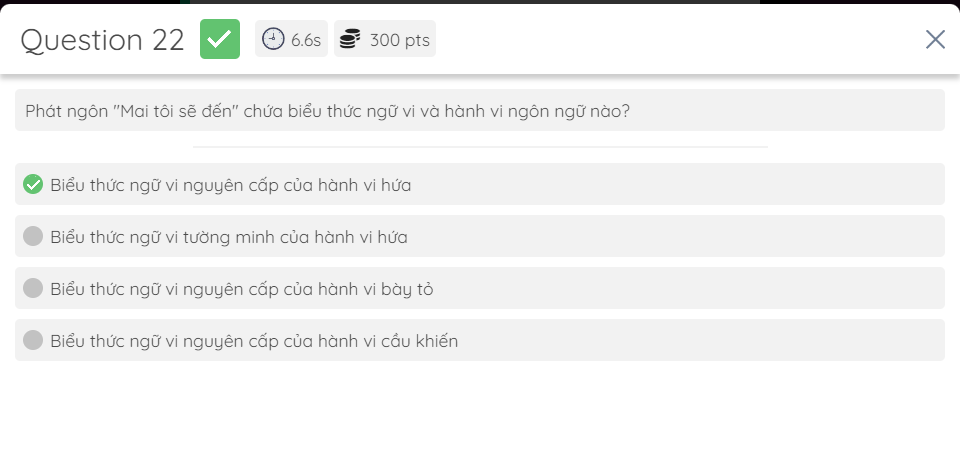 Question 22
6.6s
300 pts
Phát ngôn "Mai tôi sẽ đến" chứa biểu thức ngữ vi và hành vi ngôn ngữ nào?
Biểu thức ngữ vi nguyên cấp của hành vi hứa
Biểu thức ngữ vi tường minh của hành vi hứa
Biểu thức ngữ vi nguyên cấp của hành vi bày tỏ
Biểu thức ngữ vi nguyên cấp của hành vi cầu khiến